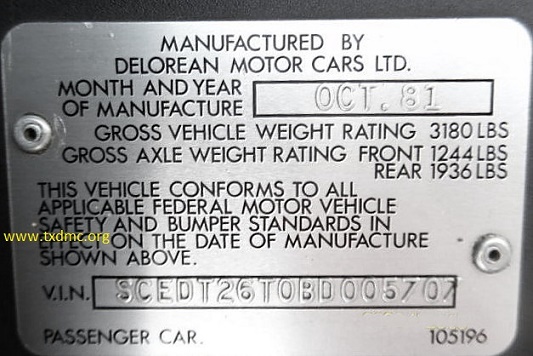 MANUFACTURED BY
DELOREAN MOTOR CARS LTD.
MONTH AND YEAR
OF MANUFACTURE OCT. 81
GROSS VEHICLE WEIGHT RATING 3180 LBS
GROSS AXLE WEIGHT RATING FRONT 1244 LBS
REAR 1936 LBS
THIS VEHICLE CONFORMS TO ALL
APPLICABLE FEDERAL MOTOR VEHICLE
SAFETY AND BUMPER STANDARDS IN
www.txdmc.org
EFFECT ON THE DATE OF MANUFACTURE
SHOWN ABOVE.
V.I.N. SCEDT26T0BD005707
PASSENGER CAR. 105196